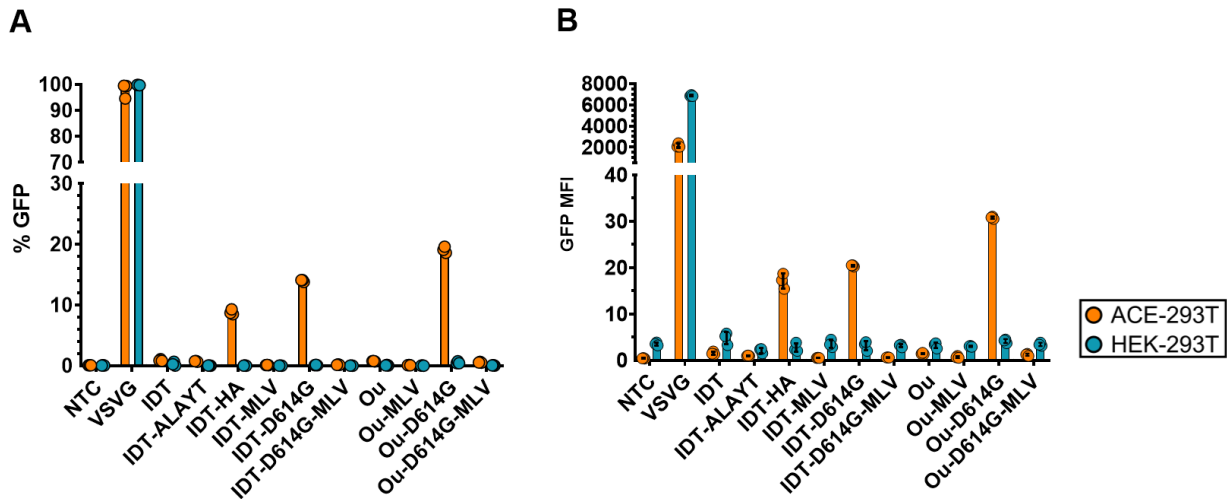 A
% GFP
100
90
80
70
30
20
10
0
NTC
VSVG
IDT
IDT-ALAYT
IDT-HA
IDT-MLV
IDT-D614G
IDT-D614G-MLV
Ou
Ou-MLV
Ou-D614G
Ou-D614G-MLV
B
GFP MFI
8000
6000
4000
2000
40
30
20
10
0
NTC
VSVG
IDT
IDT-ALAYT
IDT-HA
IDT-MLV
IDT-D614G
IDT-D614G-MLV
Ou
Ou-MLV
Ou-D614G
Ou-D614G-MLV
ACE-293T
HEK-293T